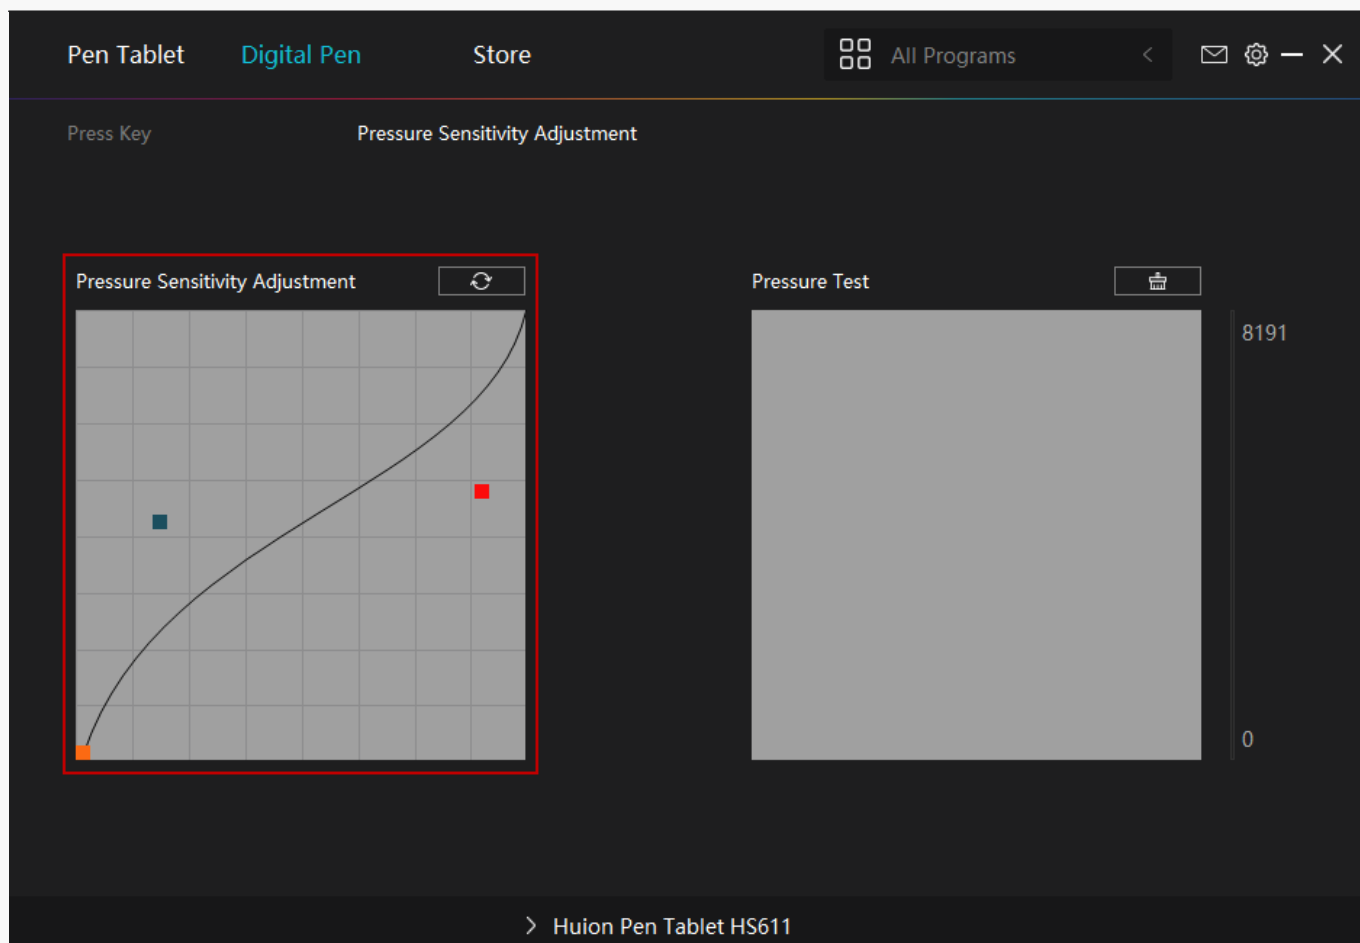 Pen Tablet Digital Pen Store All Programs
Press Key Pressure Sensitivity Adjustment
Pressure Sensitivity Adjustment
Pressure Test
8191
0
Huion Pen Tablet HS611